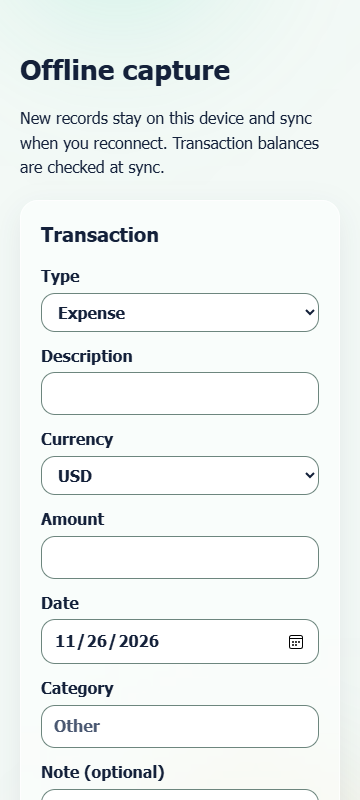 Offline capture
New records stay on this device and sync
when you reconnect. Transaction balances
are checked at sync.
Transaction
Type
Expense
Description
Currency
USD
Amount
Date
11/26/2026
Category
Other
Note (optional)